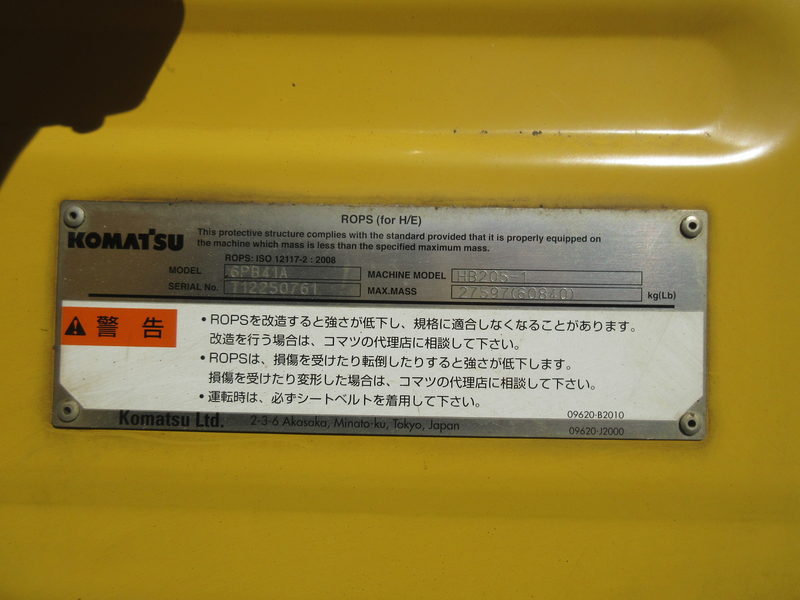 ROPS (for H/E)
KOMATSU
This protective structure complies with the standard provided that it is properly equipped on
the machine which mass is less than the specified maximum mass.
ROPS: ISO 12117-2 : 2008
MODEL 6PB41A MACHINE MODEL HB205-1
SERIAL No. 712250761 MAX.MASS 27597(60840) kg(Lb)
警告
・ROPSを改造すると強さが低下し、規格に適合しなくなることがあります。
改造を行う場合は、コマツの代理店に相談して下さい。
・ROPSは、損傷を受けたり転倒したりすると強さが低下します。
損傷を受けたり変形した場合は、コマツの代理店に相談して下さい。
・運転時は、必ずシートベルトを着用して下さい。
09620-B2010
Komatsu Ltd. 2-3-6 Akasaka, Minato-ku, Tokyo, Japan
09620-J2000